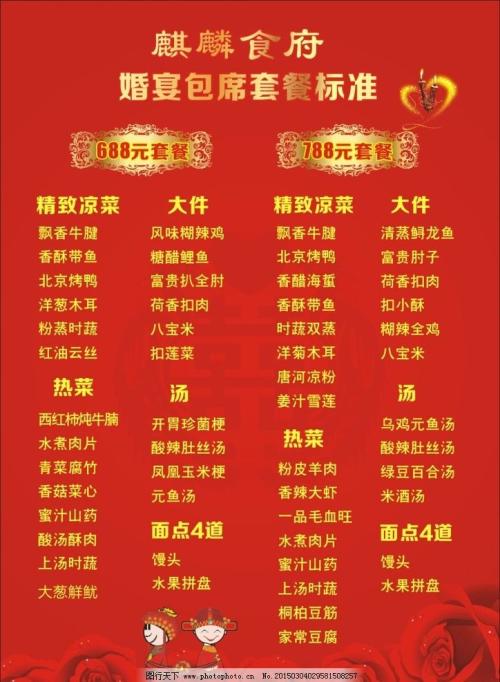 麒麟食府
婚宴包席套餐标准
688元套餐
精致凉菜
飘香牛腱
香酥带鱼
北京烤鸭
洋葱木耳
粉蒸时蔬
红油云丝
热菜
西红柿炖牛腩
水煮肉片
青菜腐竹
香菇菜心
蜜汁山药
酸汤酥肉
上汤时蔬
大葱鲜鱿
大件
风味糊辣鸡
糖醋鲤鱼
富贵扒全肘
荷香扣肉
八宝米
扣莲菜
汤
开胃珍菌梗
酸辣肚丝汤
凤凰玉米梗
元鱼汤
面点4道
馒头
水果拼盘
788元套餐
精致凉菜
飘香牛腱
北京烤鸭
香醋海蜇
香酥带鱼
时蔬双蒸
洋菊木耳
唐河凉粉
姜汁雪莲
热菜
粉皮羊肉
香辣大虾
一品毛血旺
水煮肉片
蜜汁山药
上汤时蔬
桐柏豆筋
家常豆腐
大件
清蒸鲟龙鱼
富贵肘子
荷香扣肉
扣小酥
糊辣全鸡
八宝米
汤
乌鸡元鱼汤
酸辣肚丝汤
绿豆百合汤
米酒汤
面点4道
馒头
水果拼盘
图行天下 PHOTOPHOTO.CN NO.20150304029581506257